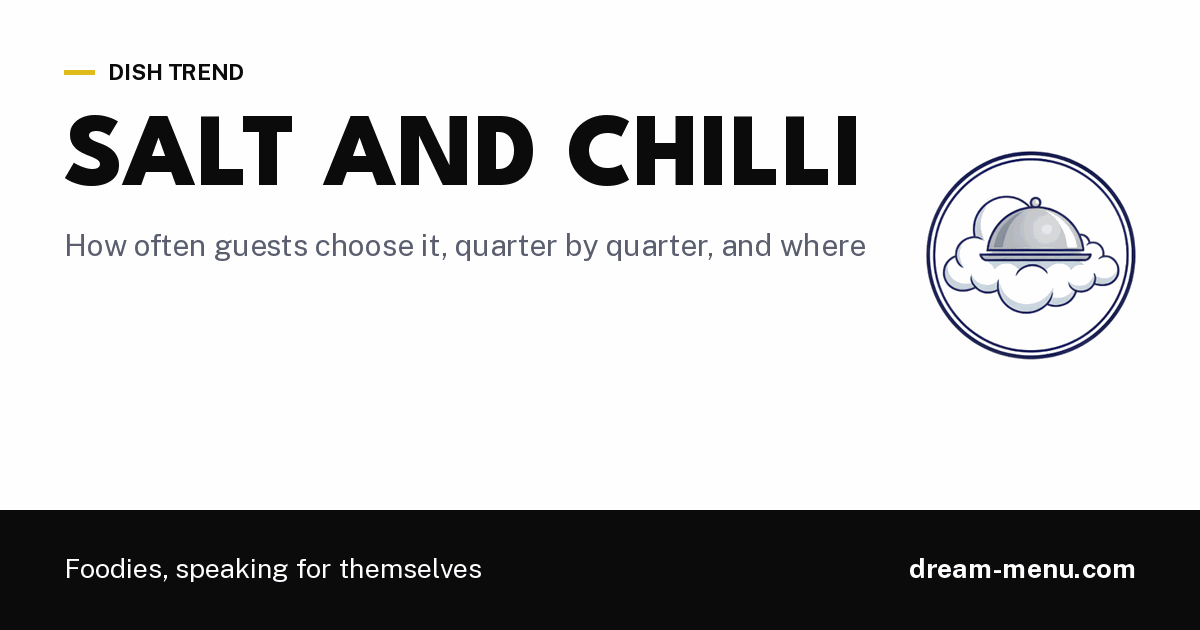 DISH TREND
SALT AND CHILLI
How often guests choose it, quarter by quarter, and where
Foodies, speaking for themselves
dream-menu.com